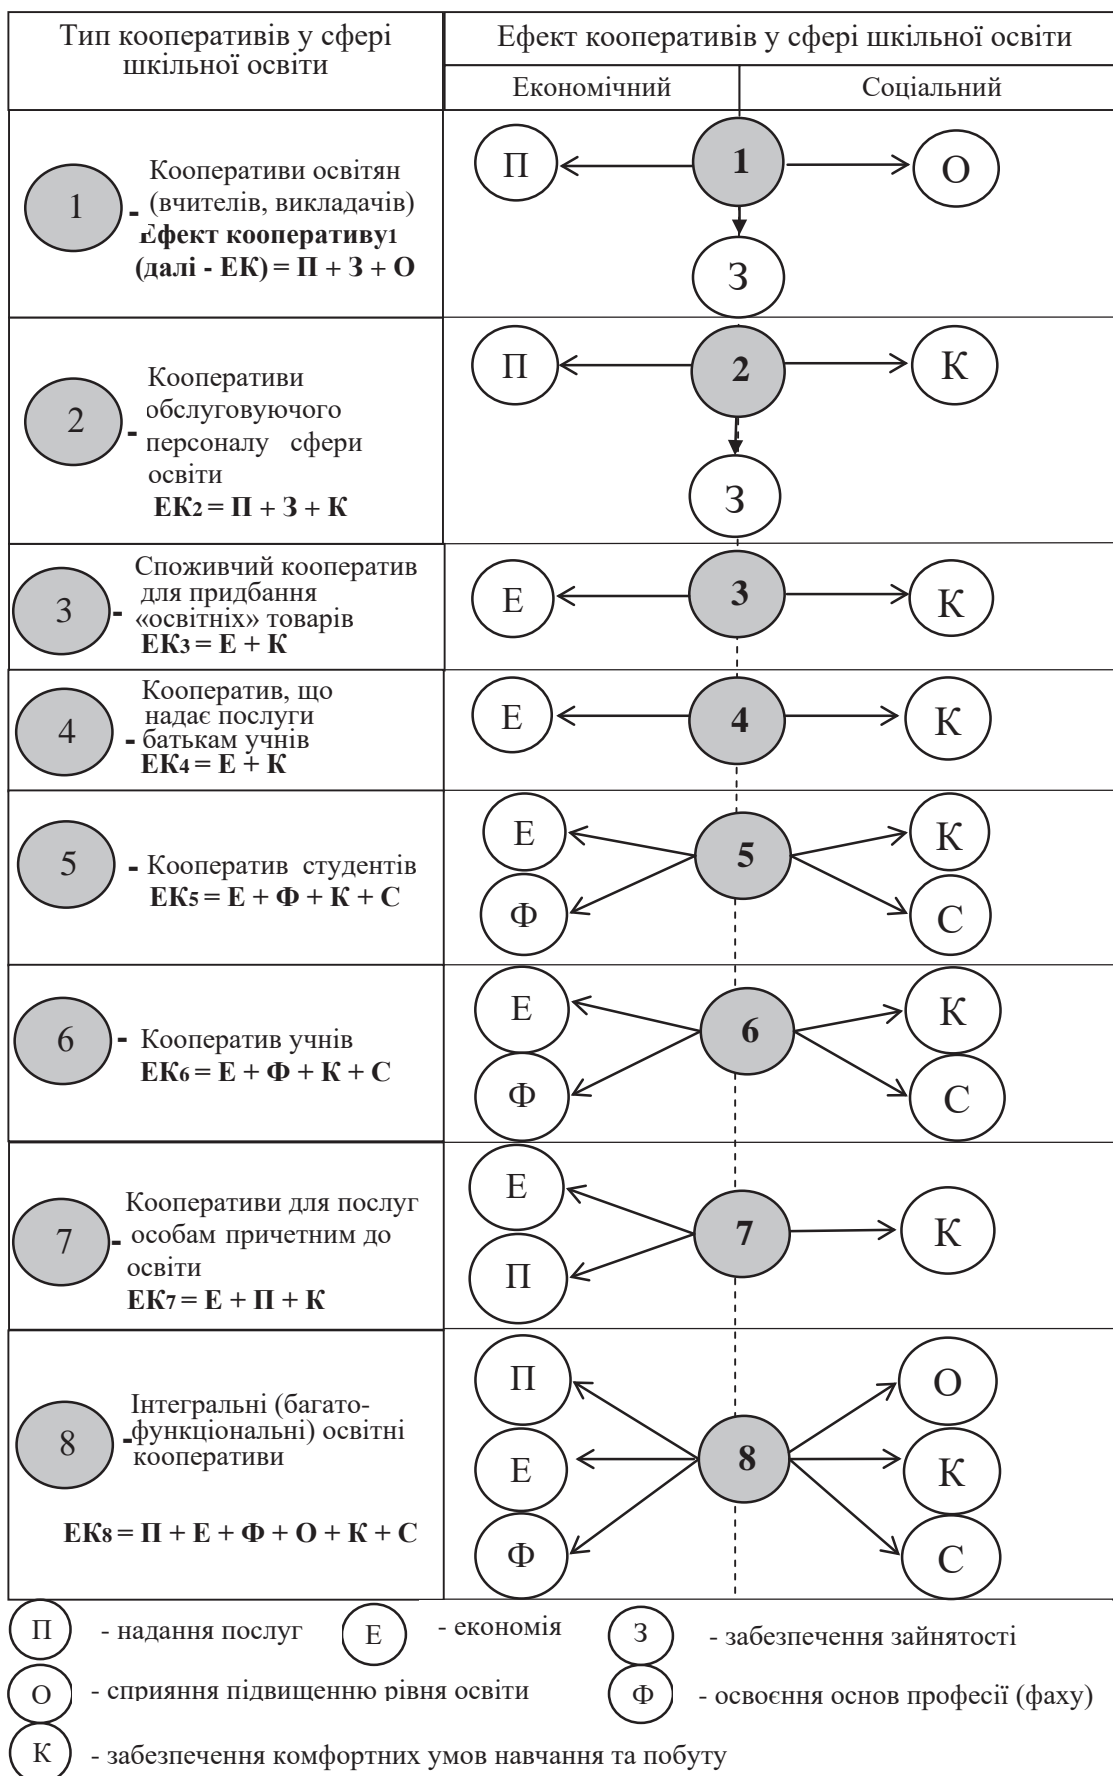 Тип кооперативів у сфері
шкільної освіти
Ефект кооперативів у сфері шкільної освіти
Економічний
Соціальний
1
-
Кооперативи освітян
(вчителів, викладачів)
Ефект кооперативу1
(далі - ЕК) = П + З + О
П
1
О
З
2
-
Кооперативи
обслуговуючого
персоналу сфери
освіти
ЕК2 = П + З + К
П
2
К
З
3
-
Споживчий кооператив
для придбання
«освітніх» товарів
ЕК3 = Е + К
Е
3
К
4
-
Кооператив, що
надає послуги
батькам учнів
ЕК4 = Е + К
Е
4
К
5
- Кооператив студентів
ЕК5 = Е + Ф + К + С
Е
Ф
5
К
С
6
- Кооператив учнів
ЕК6 = Е + Ф + К + С
Е
Ф
6
К
С
7
-
Кооперативи для послуг
особам причетним до
освіти
ЕК7 = Е + П + К
Е
П
7
К
8
-
Інтегральні (багато-
функціональні) освітні
кооперативи
ЕК8 = П + Е + Ф + О + К + С
П
Е
Ф
8
О
К
С
П - надання послуг
Е - економія
З - забезпечення зайнятості
О - сприяння підвищенню рівня освіти
Ф - освоєння основ професії (фаху)
К - забезпечення комфортних умов навчання та побуту